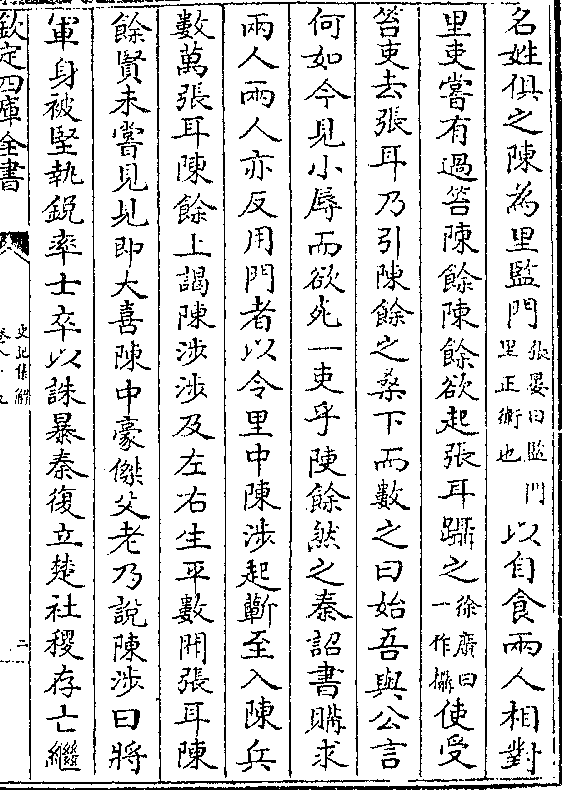 名姓俱之陳為里監門張晏曰監門里正衛也以自食兩人相對
里吏嘗有過笞陳餘陳餘欲起張耳躡之徐廣曰一作攝使受
笞吏去張耳乃引陳餘之桑下而數之曰始吾與公言
何如今見小辱而欲死一吏乎陳餘然之秦詔書購求
兩人兩人亦反用門者以令里中陳涉起蘄至入陳兵
數萬張耳陳餘上謁陳涉涉及左右生平數聞張耳陳
餘賢未嘗見見即大喜陳中豪傑父老乃說陳涉曰將
軍身被堅執銳率士卒以誅暴秦復立楚社稷存亡繼
欽定四庫全書
史記集解
卷八十九
二